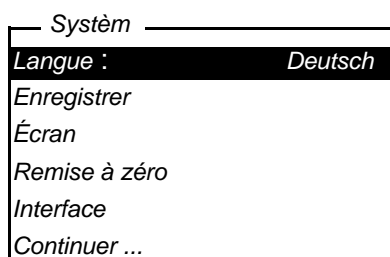 Systèm
Langue : Deutsch
Enregistrer
Écran
Remise à zéro
Interface
Continuer ...